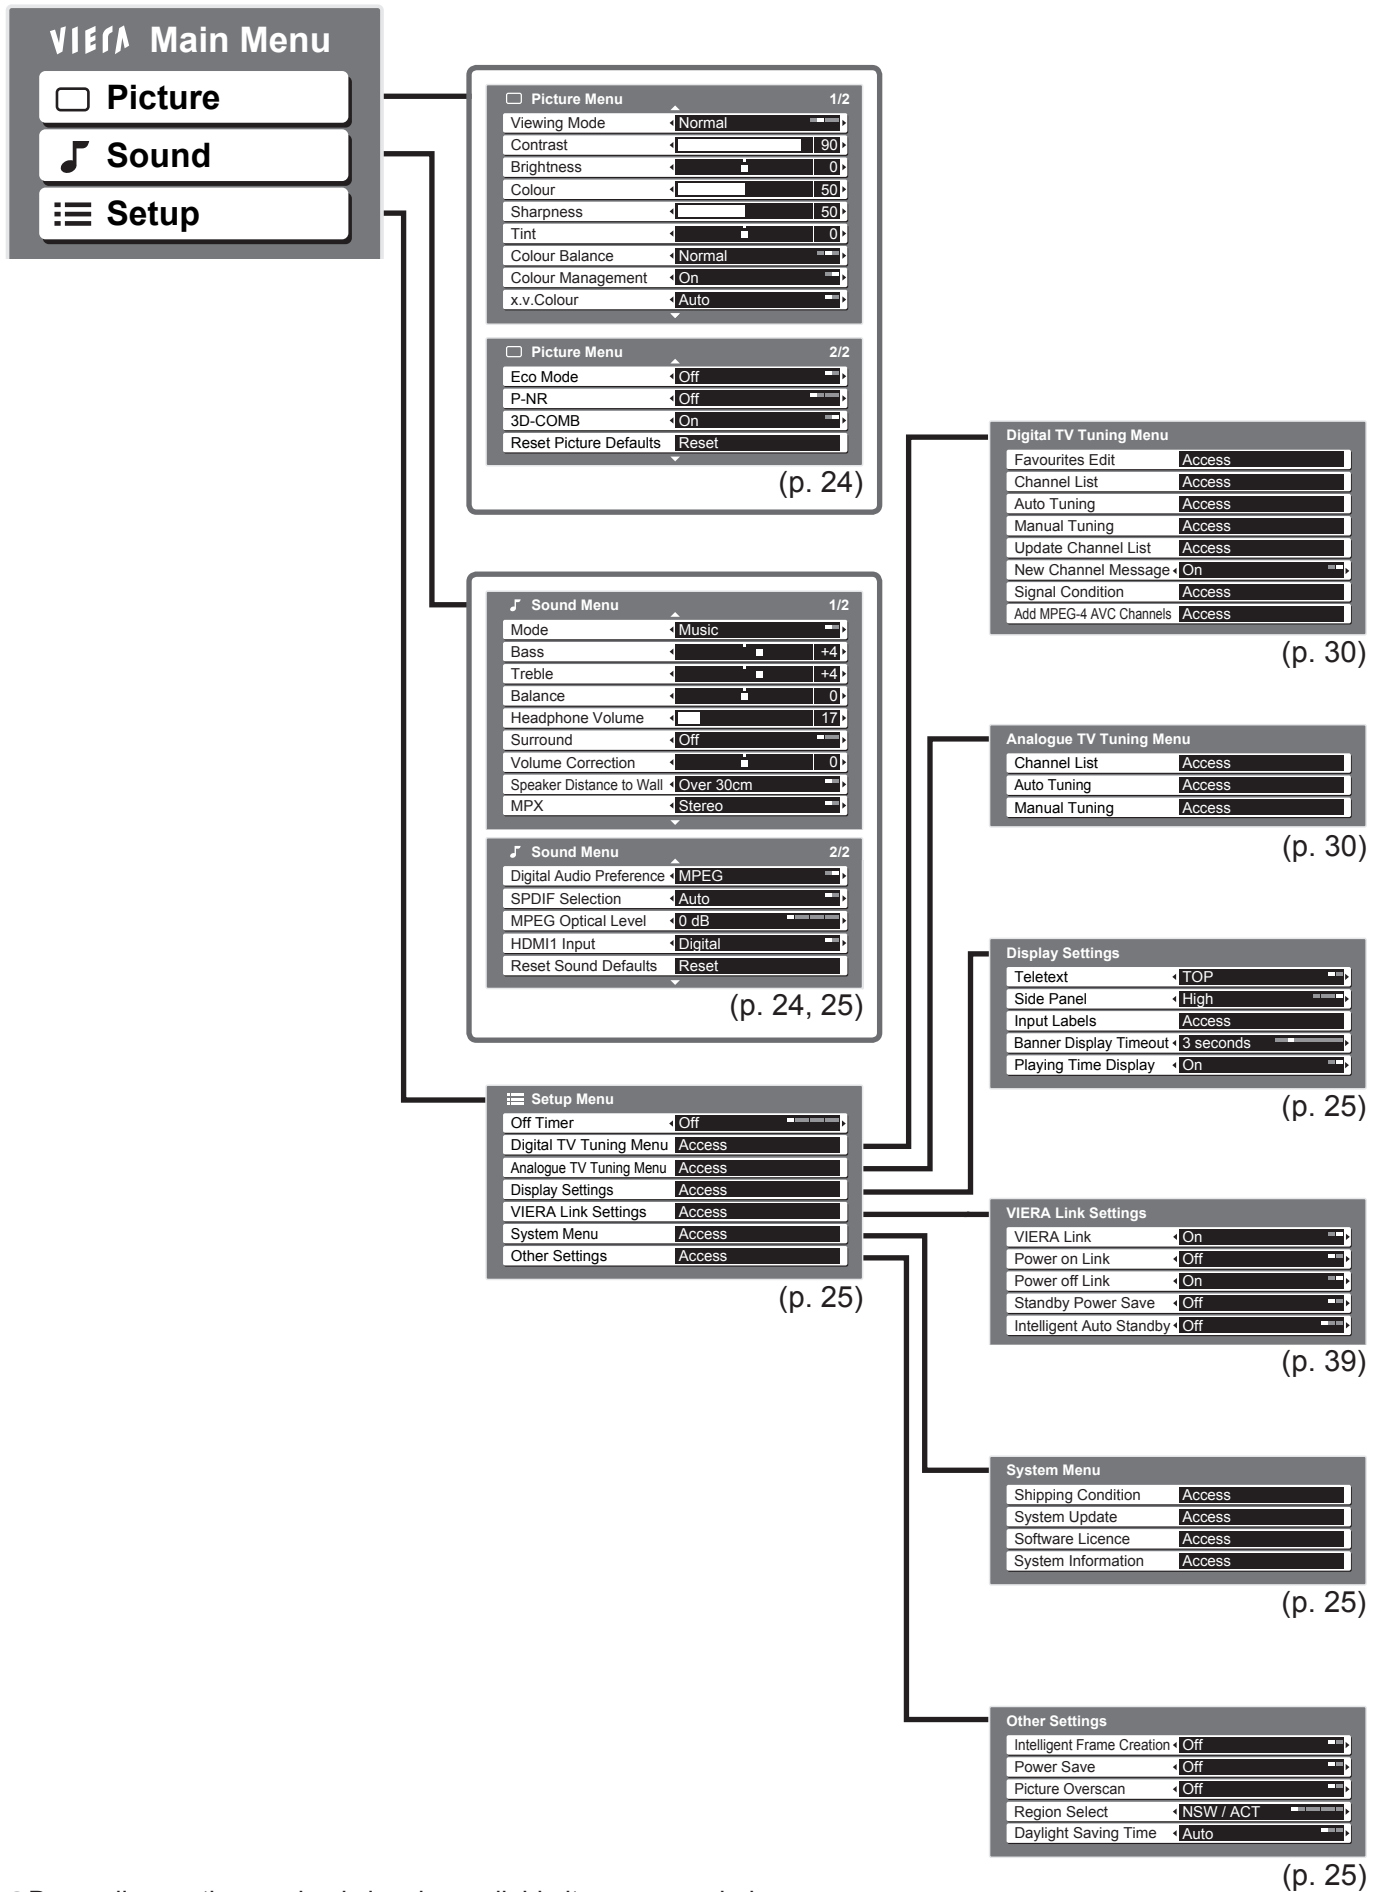 VIERA Main Menu
Picture
Sound
Setup
Picture Menu 1/2
Viewing Mode Normal
Contrast 90
Brightness 0
Colour 50
Sharpness 50
Tint 0
Colour Balance Normal
Colour Management On
x.v.Colour Auto
Picture Menu 2/2
Eco Mode Off
P-NR Off
3D-COMB On
Reset Picture Defaults Reset
(p. 24)
Sound Menu 1/2
Mode Music
Bass +4
Treble +4
Balance 0
Headphone Volume 17
Surround Off
Volume Correction 0
Speaker Distance to Wall Over 30cm
MPX Stereo
Sound Menu 2/2
Digital Audio Preference MPEG
SPDIF Selection Auto
MPEG Optical Level 0 dB
HDMI1 Input Digital
Reset Sound Defaults Reset
(p. 24, 25)
Setup Menu
Off Timer Off
Digital TV Tuning Menu Access
Analogue TV Tuning Menu Access
Display Settings Access
VIERA Link Settings Access
System Menu Access
Other Settings Access
(p. 25)
Digital TV Tuning Menu
Favourites Edit Access
Channel List Access
Auto Tuning Access
Manual Tuning Access
Update Channel List Access
New Channel Message On
Signal Condition Access
Add MPEG-4 AVC Channels Access
(p. 30)
Analogue TV Tuning Menu
Channel List Access
Auto Tuning Access
Manual Tuning Access
(p. 30)
Display Settings
Teletext TOP
Side Panel High
Input Labels Access
Banner Display Timeout 3 seconds
Playing Time Display On
(p. 25)
VIERA Link Settings
VIERA Link On
Power on Link Off
Power off Link On
Standby Power Save Off
Intelligent Auto Standby Off
(p. 39)
System Menu
Shipping Condition Access
System Update Access
Software Licence Access
System Information Access
(p. 25)
Other Settings
Intelligent Frame Creation Off
Power Save Off
Picture Overscan Off
Region Select NSW / ACT
Daylight Saving Time Auto
(p. 25)